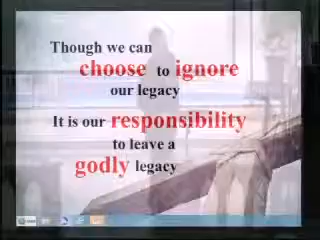 Though we can
choose to ignore
our legacy
It is our responsibility
to leave a
godly legacy